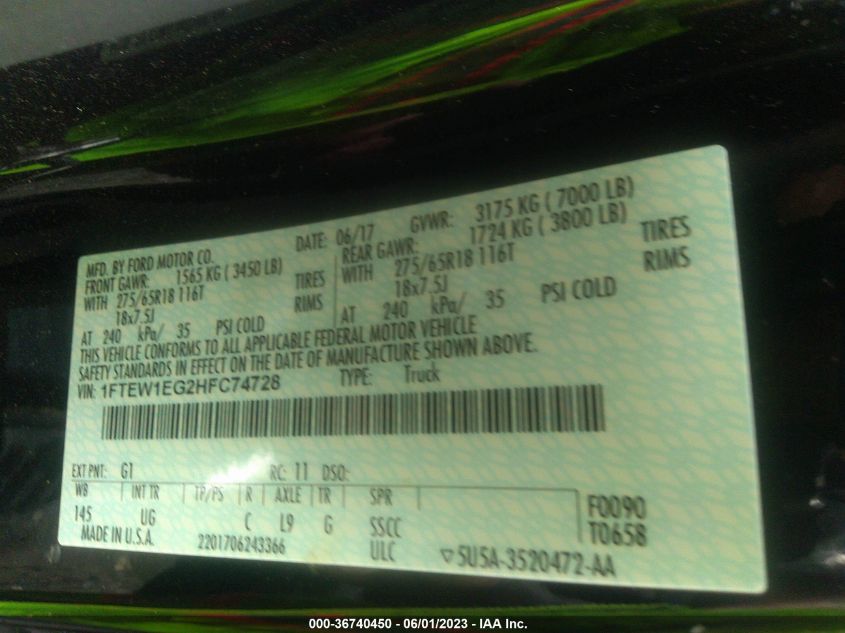 MFD. BY FORD MOTOR CO.
DATE: 06/17 GVWR: 3175 KG ( 7000 LB)
FRONT GAWR: 1565 KG ( 3450 LB) REAR GAWR: 1724 KG ( 3800 LB)
WITH 275/65R18 116T TIRES WITH 275/65R18 116T TIRES
18x7.5J RIMS 18x7.5J RIMS
AT 240 kPa/ 35 PSI COLD AT 240 kPa/ 35 PSI COLD
THIS VEHICLE CONFORMS TO ALL APPLICABLE FEDERAL MOTOR VEHICLE
SAFETY STANDARDS IN EFFECT ON THE DATE OF MANUFACTURE SHOWN ABOVE.
VIN: 1FTEW1EG2HFC74728 TYPE: Truck
EXT PNT: G1 RC: 11 DSO:
WB INT TR TP/PS R AXLE TR SPR F0090
145 UG C L9 G SSCC T0658
MADE IN U.S.A. 2201706243366 ULC ▽5U5A-3520472-AA
000-36740450 - 06/01/2023 - IAA Inc.